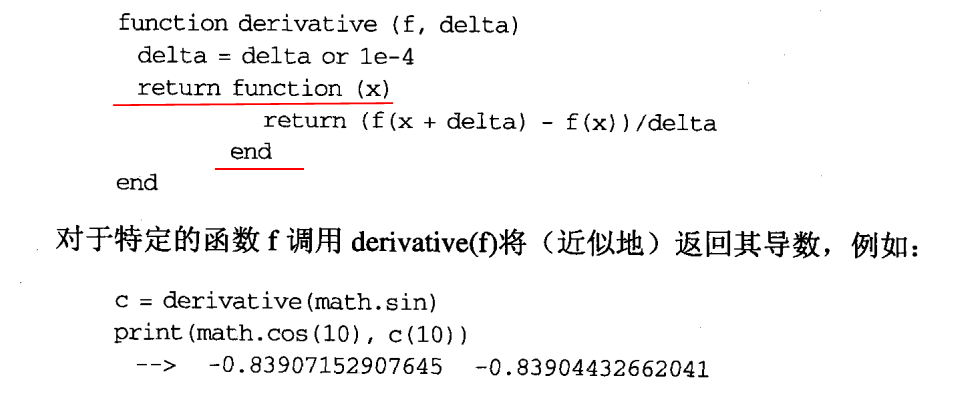 function derivative (f, delta)
delta = delta or 1e-4
return function (x)
return (f(x + delta) - f(x))/delta
end
end
对于特定的函数 f 调用 derivative(f)将（近似地）返回其导数，例如：
c = derivative(math.sin)
print(math.cos(10), c(10))
--> -0.83907152907645 -0.83904432662041